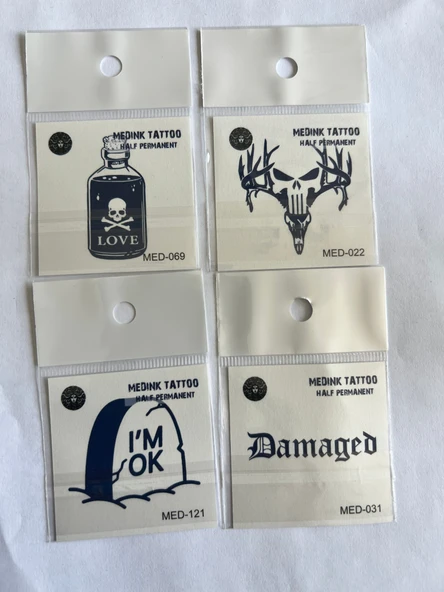 MEDINK TATTOO
HALF PERMANENT
LOVE
MED-069
MEDINK TATTOO
HALF PERMANENT
MED-022
MEDINK TATTOO
HALF PERMANENT
I'M
OK
MED-121
MEDINK TATTOO
HALF PERMANENT
Damaged
MED-031